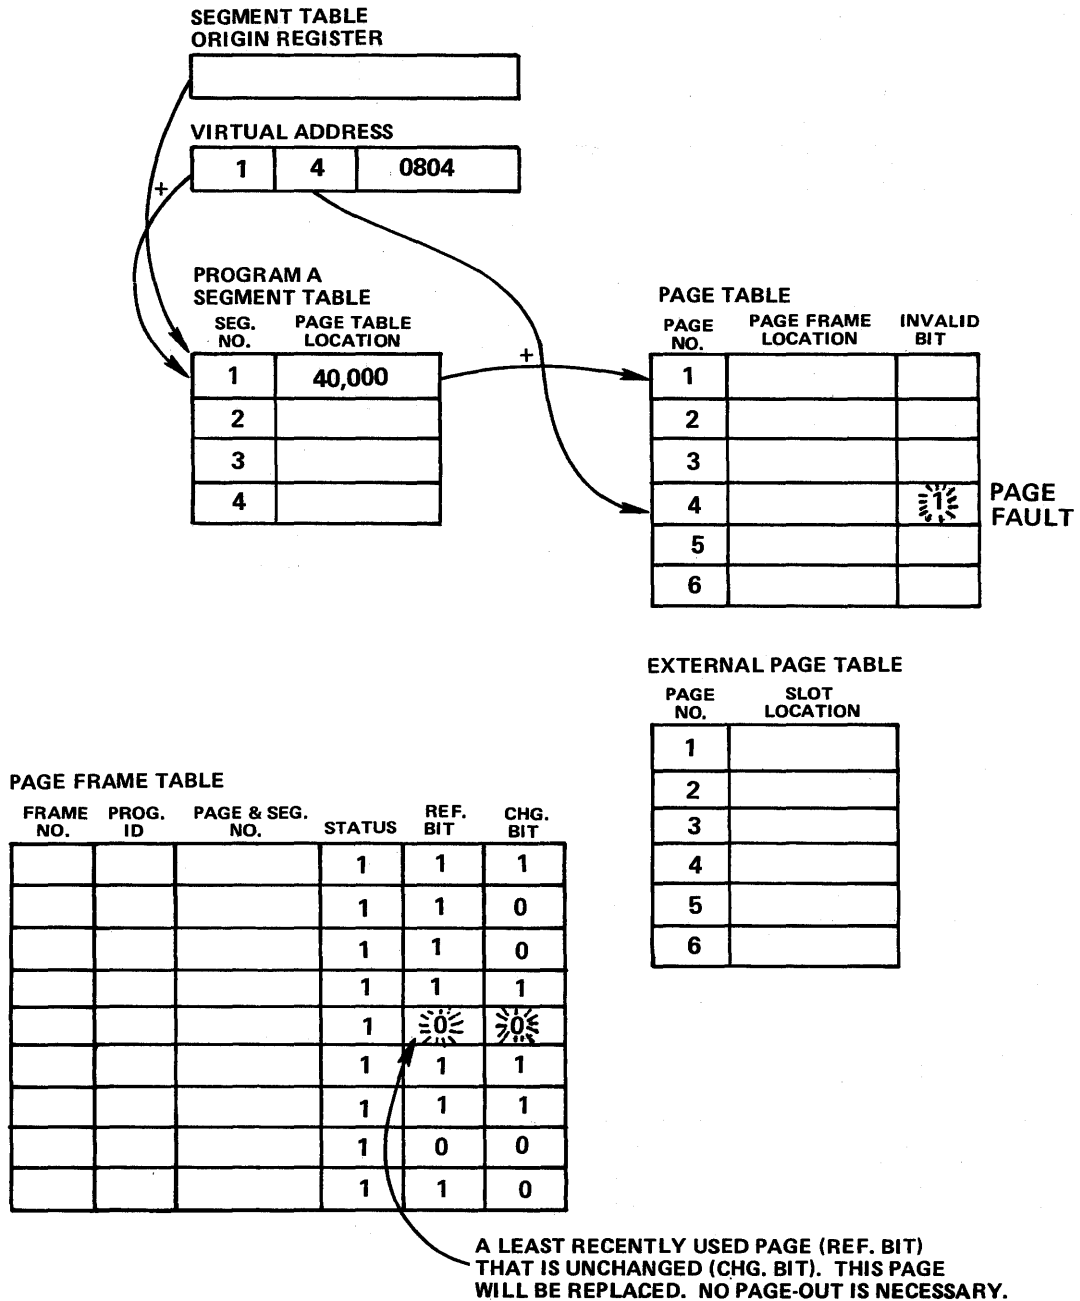 SEGMENT TABLE
ORIGIN REGISTER
VIRTUAL ADDRESS
1 4 0804
+
PROGRAM A
SEGMENT TABLE
SEG. NO. PAGE TABLE LOCATION
1 40,000
2
3
4
+
PAGE TABLE
PAGE NO. PAGE FRAME LOCATION INVALID BIT
1
2
3
4 1
5
6
PAGE
FAULT
EXTERNAL PAGE TABLE
PAGE NO. SLOT LOCATION
1
2
3
4
5
6
PAGE FRAME TABLE
FRAME NO. PROG. ID PAGE & SEG. NO. STATUS REF. BIT CHG. BIT
1 1 1
1 1 0
1 1 0
1 1 1
1 0 0
1 1 1
1 1 1
1 0 0
1 1 0
A LEAST RECENTLY USED PAGE (REF. BIT)
THAT IS UNCHANGED (CHG. BIT). THIS PAGE
WILL BE REPLACED. NO PAGE-OUT IS NECESSARY.